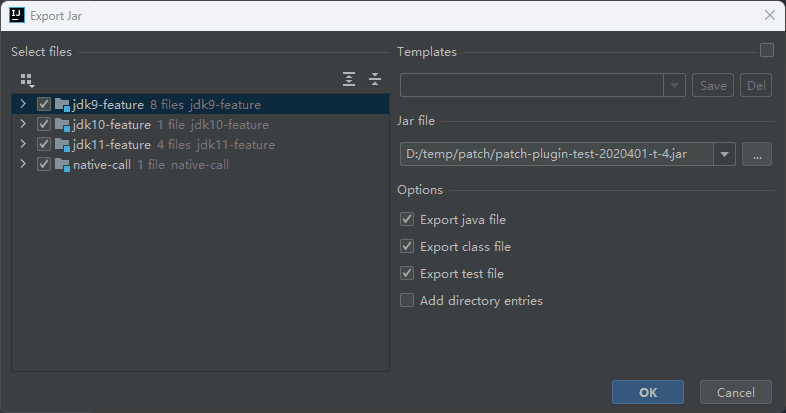 Export Jar
Select files
jdk9-feature 8 files jdk9-feature
jdk10-feature 1 file jdk10-feature
jdk11-feature 4 files jdk11-feature
native-call 1 file native-call
Templates
Save Del
Jar file
D:/temp/patch/patch-plugin-test-2020401-t-4.jar ...
Options
Export java file
Export class file
Export test file
Add directory entries
OK Cancel